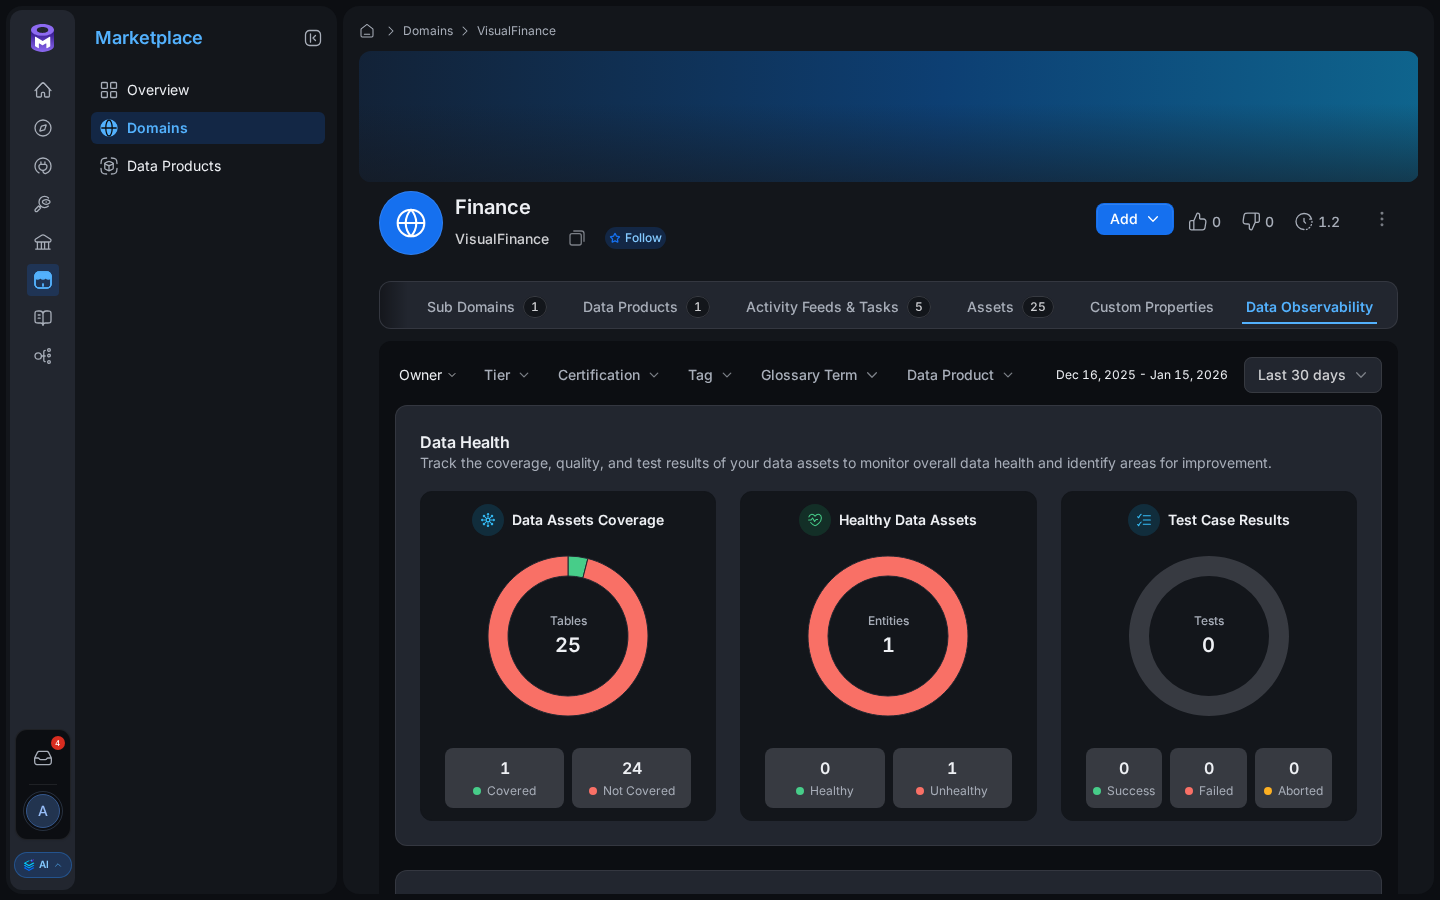 Marketplace
Overview
Domains
Data Products
4
A
AI
Domains
VisualFinance
Finance
VisualFinance
Follow
Add
0
0
1.2
Sub Domains 1
Data Products 1
Activity Feeds & Tasks 5
Assets 25
Custom Properties
Data Observability
Owner
Tier
Certification
Tag
Glossary Term
Data Product
Dec 16, 2025 - Jan 15, 2026
Last 30 days
Data Health
Track the coverage, quality, and test results of your data assets to monitor overall data health and identify areas for improvement.
Data Assets Coverage
Tables
25
1
Covered
24
Not Covered
Healthy Data Assets
Entities
1
0
Healthy
1
Unhealthy
Test Case Results
Tests
0
0
Success
0
Failed
0
Aborted